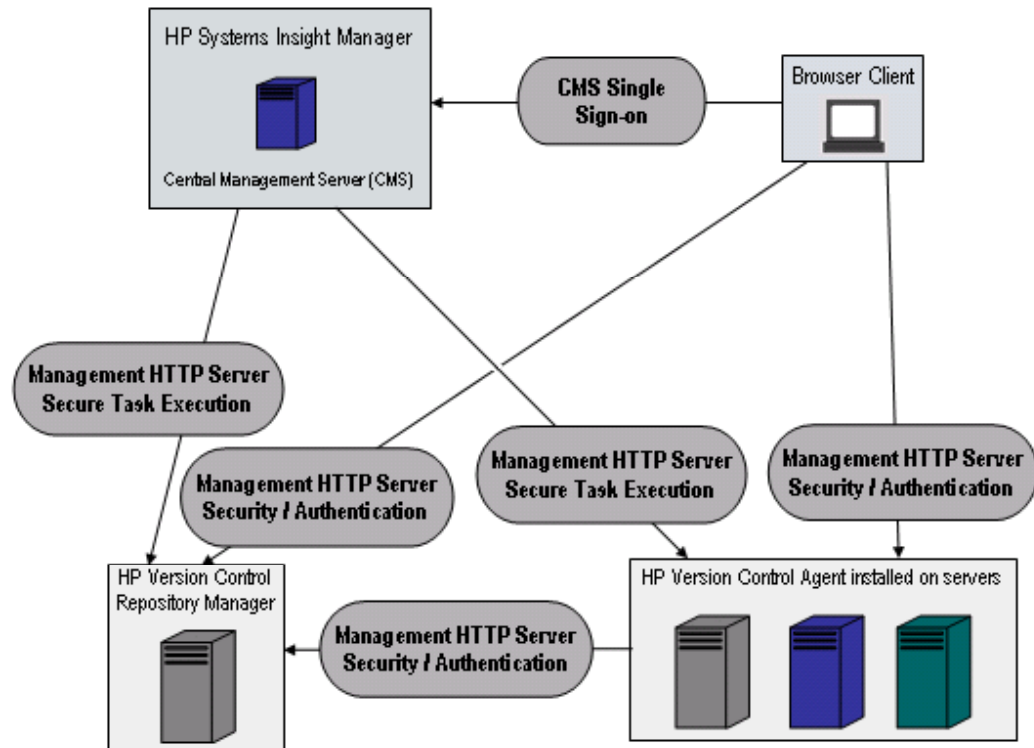 HP Systems Insight Manager
Central Management Server (CMS)
CMS Single
Sign-on
Browser Client
Management HTTP Server
Secure Task Execution
Management HTTP Server
Security / Authentication
Management HTTP Server
Secure Task Execution
Management HTTP Server
Security / Authentication
HP Version Control
Repository Manager
Management HTTP Server
Security / Authentication
HP Version Control Agent installed on servers